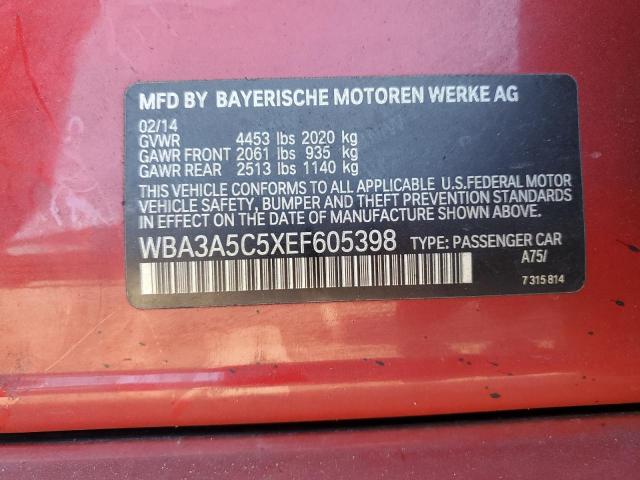 MFD BY BAYERISCHE MOTOREN WERKE AG
02/14
GVWR 4453 lbs 2020 kg
GAWR FRONT 2061 lbs 935 kg
GAWR REAR 2513 lbs 1140 kg
THIS VEHICLE CONFORMS TO ALL APPLICABLE U.S.FEDERAL MOTOR
VEHICLE SAFETY, BUMPER AND THEFT PREVENTION STANDARDS
IN EFFECT ON THE DATE OF MANUFACTURE SHOWN ABOVE.
WBA3A5C5XEF605398 TYPE: PASSENGER CAR
A75/
7 315 814